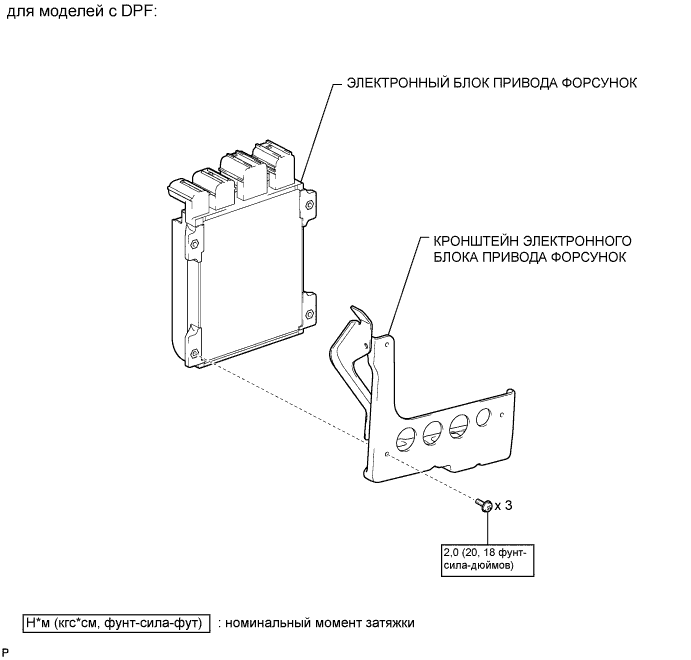 для моделей с DPF:
ЭЛЕКТРОННЫЙ БЛОК ПРИВОДА ФОРСУНОК
КРОНШТЕЙН ЭЛЕКТРОННОГО
БЛОКА ПРИВОДА ФОРСУНОК
x 3
2,0 (20, 18 фунт-
сила-дюймов)
Н*м (кгс*см, фунт-сила-фут) : номинальный момент затяжки
P